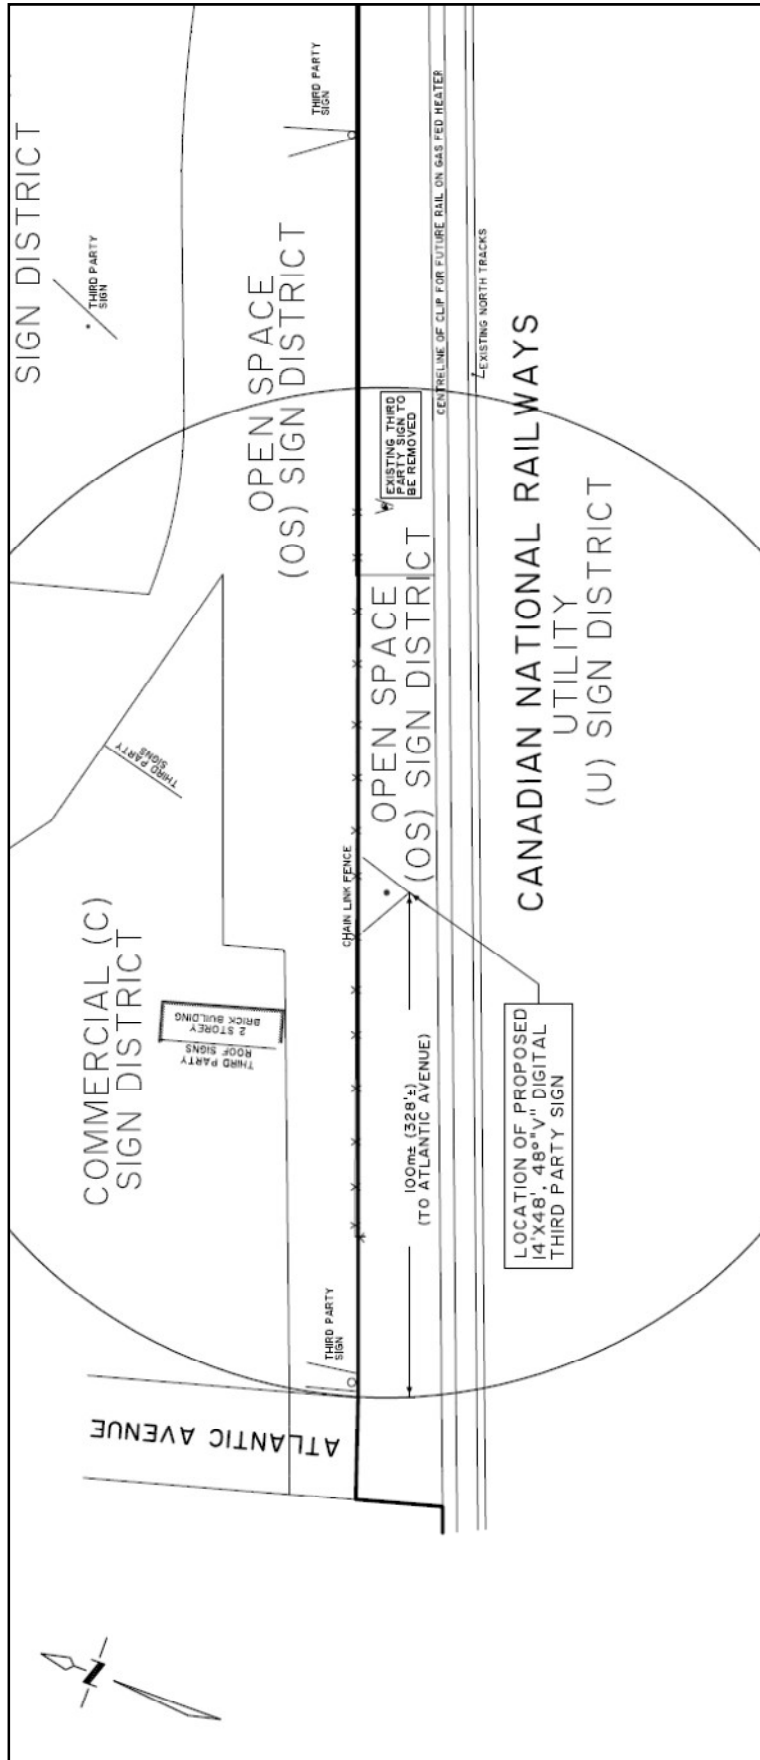 SIGN DISTRICT
THIRD PARTY
SIGN
THIRD PARTY
SIGN
OPEN SPACE
(OS) SIGN DISTRICT
CENTRELINE OF CLIP FOR FUTURE RAIL ON GAS FED HEATER
EXISTING NORTH TRACKS
EXISTING THIRD
PARTY SIGN TO
BE REMOVED
CANADIAN NATIONAL RAILWAYS
UTILITY
(U) SIGN DISTRICT
OPEN SPACE
(OS) SIGN DISTRICT
THIRD PARTY
SIGNS
CHAIN LINK FENCE
COMMERCIAL (C)
SIGN DISTRICT
2 STOREY
BRICK BUILDING
THIRD PARTY
ROOF SIGNS
100m± (328'±)
(TO ATLANTIC AVENUE)
LOCATION OF PROPOSED
14'X48', 48°"V" DIGITAL
THIRD PARTY SIGN
THIRD PARTY
SIGN
ATLANTIC AVENUE
N